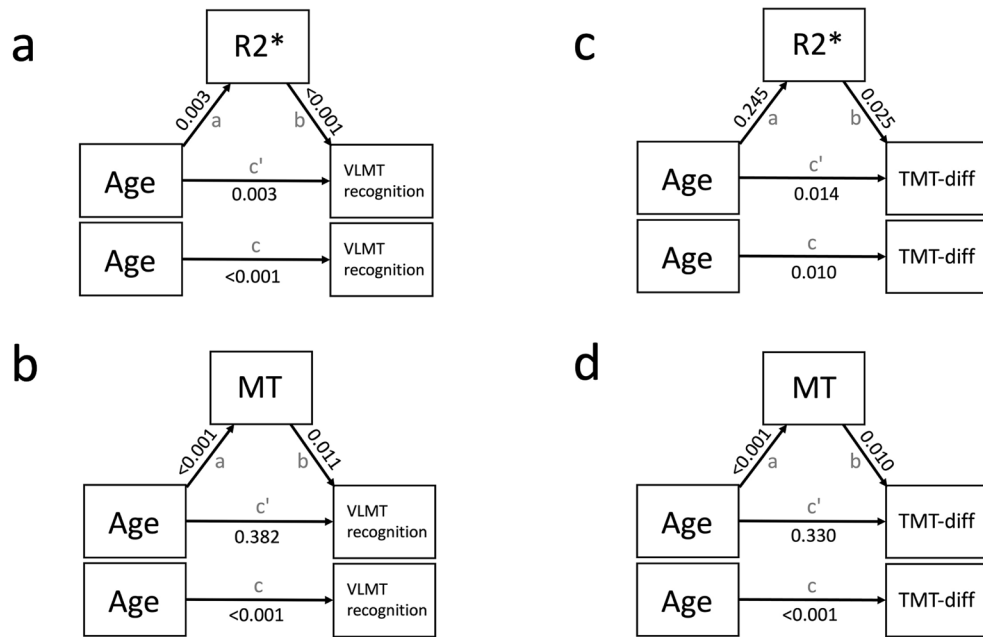 a
R2*
0.003
a
b
<0.001
Age
c'
0.003
VLMT
recognition
Age
c
<0.001
VLMT
recognition
b
MT
<0.001
a
b
0.011
Age
c'
0.382
VLMT
recognition
Age
c
<0.001
VLMT
recognition
c
R2*
0.245
a
b
0.025
Age
c'
0.014
TMT-diff
Age
c
0.010
TMT-diff
d
MT
<0.001
a
b
0.010
Age
c'
0.330
TMT-diff
Age
c
<0.001
TMT-diff